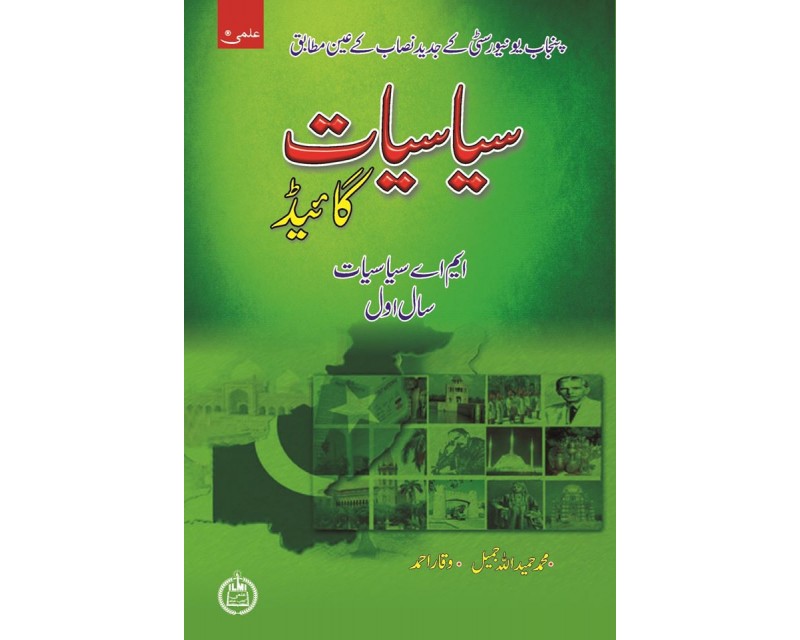 علمی®
پنجاب یونیورسٹی کے جدید نصاب کے عین مطابق
سیاسیات
گائیڈ
ایم اے سیاسیات
سال اول
• محمد حمید اللہ جمیل • وقار احمد
ILMI